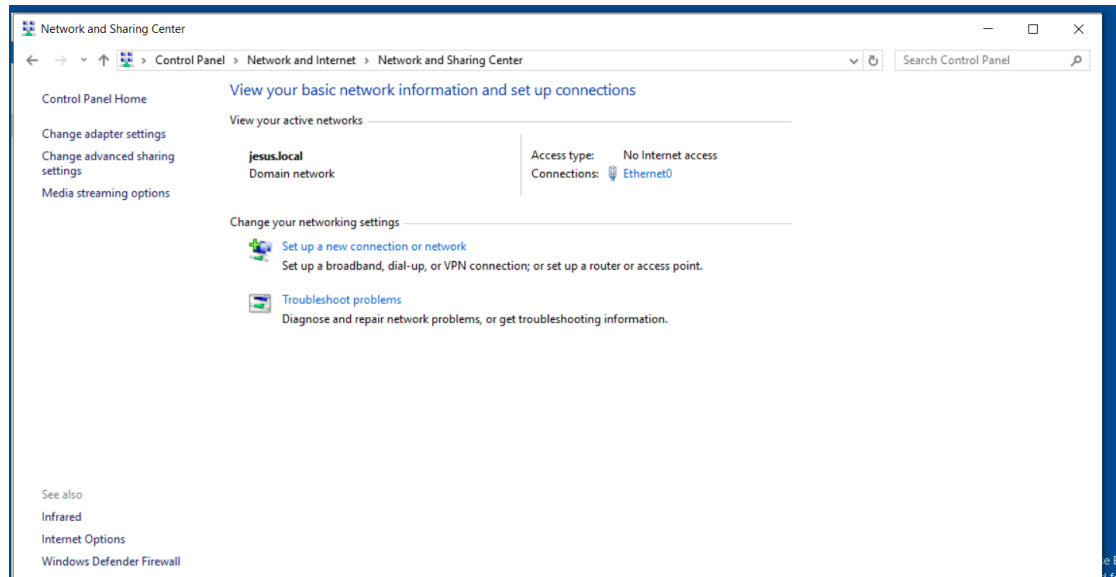 Network and Sharing Center
Control Panel > Network and Internet > Network and Sharing Center
Search Control Panel
Control Panel Home
Change adapter settings
Change advanced sharing
settings
Media streaming options
View your basic network information and set up connections
View your active networks
jesus.local
Domain network
Access type: No Internet access
Connections: Ethernet0
Change your networking settings
Set up a new connection or network
Set up a broadband, dial-up, or VPN connection; or set up a router or access point.
Troubleshoot problems
Diagnose and repair network problems, or get troubleshooting information.
See also
Infrared
Internet Options
Windows Defender Firewall